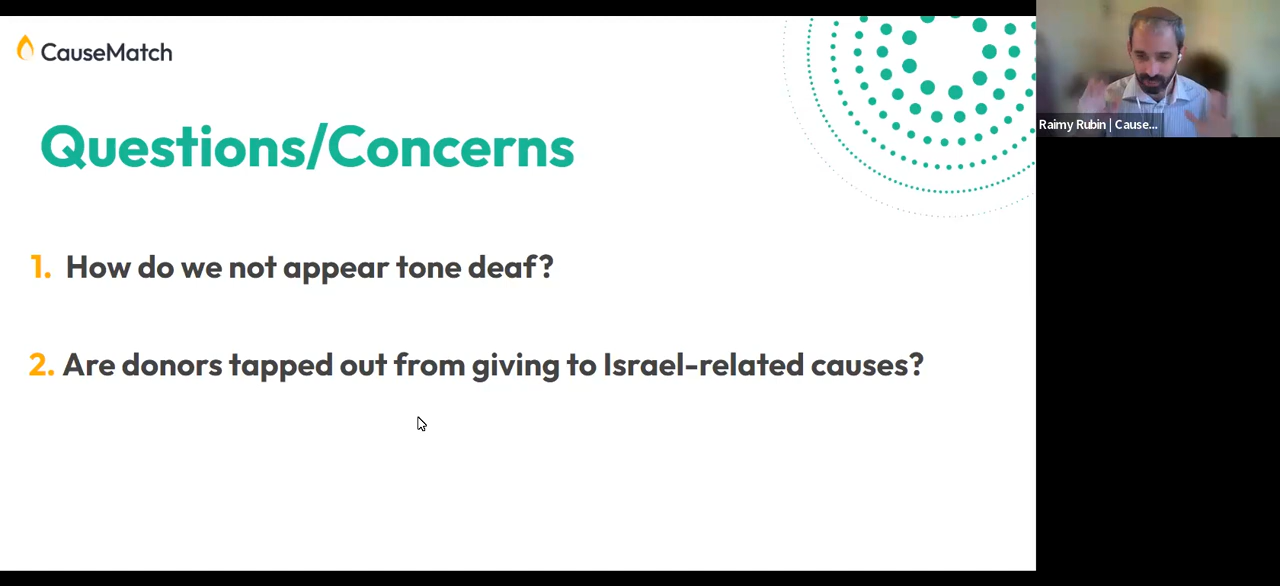 CauseMatch
Questions/Concerns
1. How do we not appear tone deaf?
2. Are donors tapped out from giving to Israel-related causes?
Raimy Rubin | Cause...